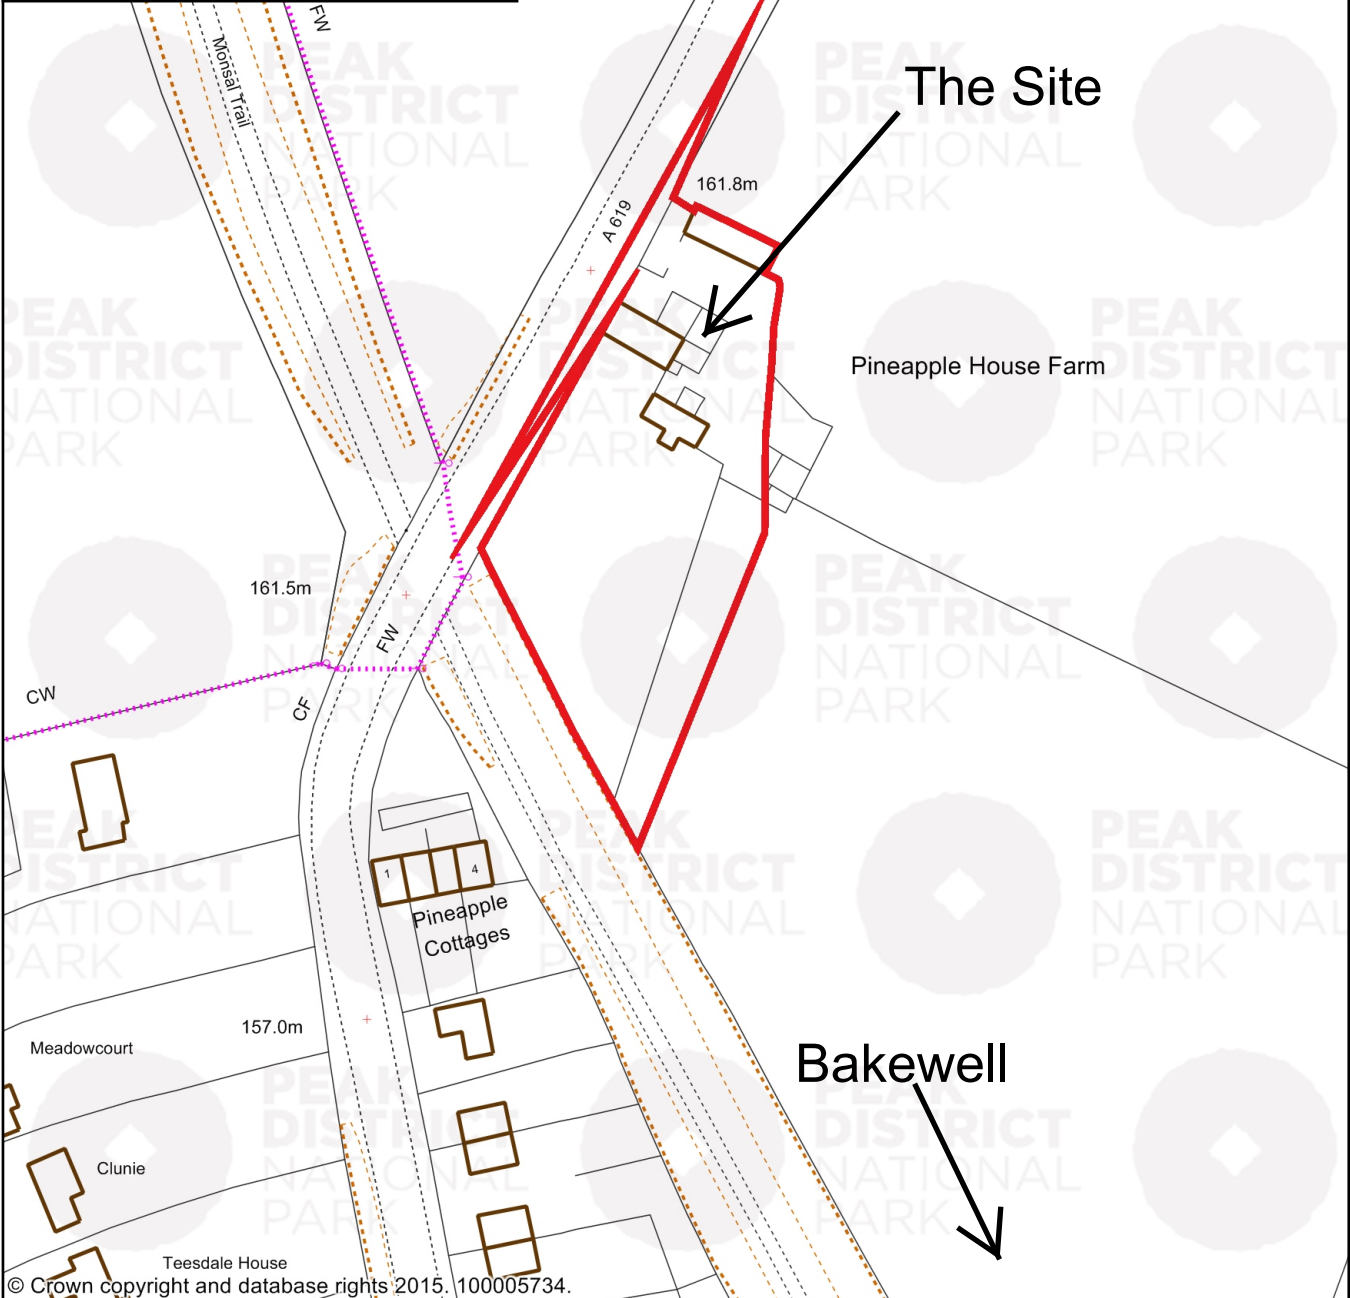 FW
Monsal Trail
The Site
161.8m
A 619
Pineapple House Farm
161.5m
FW
CW
CF
1
4
Pineapple
Cottages
157.0m
Meadowcourt
Bakewell
Clunie
Teesdale House
© Crown copyright and database rights 2015. 100005734.
PEAK
DISTRICT
NATIONAL
PARK